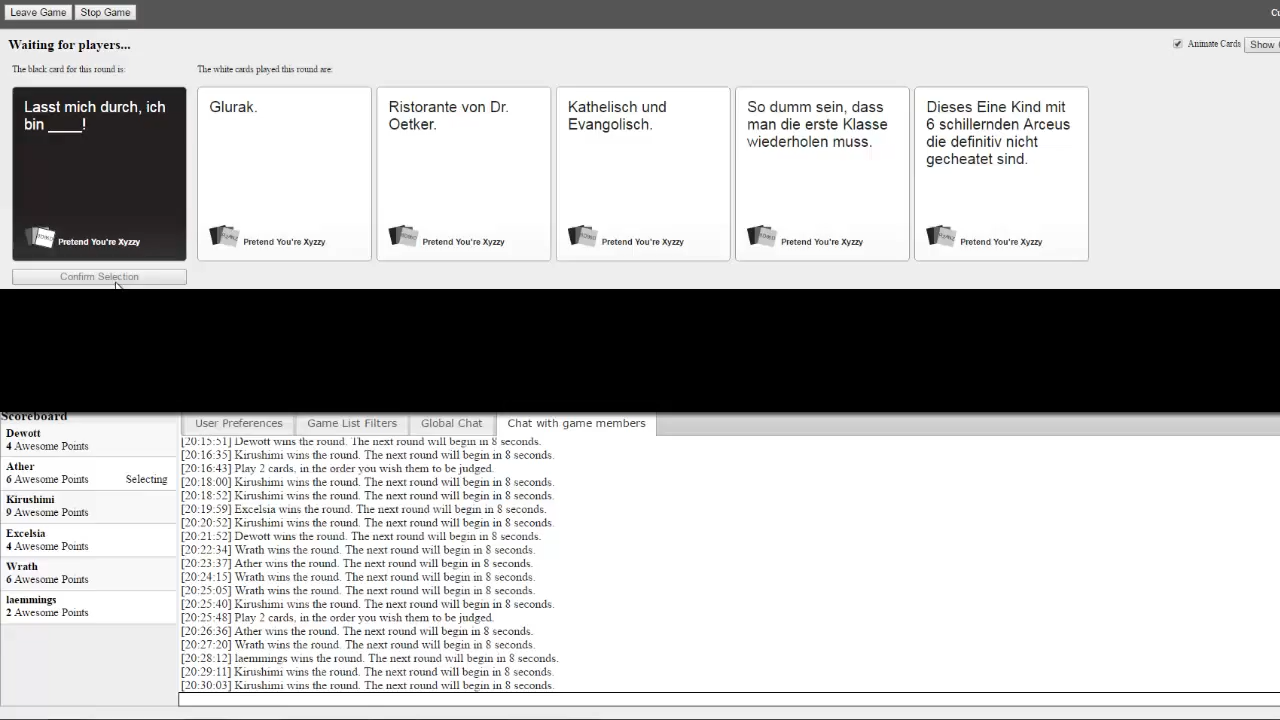 Leave Game Stop Game
Waiting for players...
Animate Cards Show
The black card for this round is:
The white cards played this round are:
Lasst mich durch, ich
bin ____!
Pretend You're Xyzzy
Glurak.
Pretend You're Xyzzy
Ristorante von Dr.
Oetker.
Pretend You're Xyzzy
Kathelisch und
Evangolisch.
Pretend You're Xyzzy
So dumm sein, dass
man die erste Klasse
wiederholen muss.
Pretend You're Xyzzy
Dieses Eine Kind mit
6 schillernden Arceus
die definitiv nicht
gecheatet sind.
Pretend You're Xyzzy
Confirm Selection
Scoreboard
Dewott
4 Awesome Points
Ather
6 Awesome Points Selecting
Kirushimi
9 Awesome Points
Excelsia
4 Awesome Points
Wrath
6 Awesome Points
laemmings
2 Awesome Points
User Preferences Game List Filters Global Chat Chat with game members
[20:15:51] Dewott wins the round. The next round will begin in 8 seconds.
[20:16:35] Kirushimi wins the round. The next round will begin in 8 seconds.
[20:16:43] Play 2 cards, in the order you wish them to be judged.
[20:18:00] Kirushimi wins the round. The next round will begin in 8 seconds.
[20:18:52] Kirushimi wins the round. The next round will begin in 8 seconds.
[20:19:59] Excelsia wins the round. The next round will begin in 8 seconds.
[20:20:52] Kirushimi wins the round. The next round will begin in 8 seconds.
[20:21:52] Dewott wins the round. The next round will begin in 8 seconds.
[20:22:34] Wrath wins the round. The next round will begin in 8 seconds.
[20:23:37] Ather wins the round. The next round will begin in 8 seconds.
[20:24:15] Wrath wins the round. The next round will begin in 8 seconds.
[20:25:05] Wrath wins the round. The next round will begin in 8 seconds.
[20:25:40] Kirushimi wins the round. The next round will begin in 8 seconds.
[20:25:48] Play 2 cards, in the order you wish them to be judged.
[20:26:36] Ather wins the round. The next round will begin in 8 seconds.
[20:27:20] Wrath wins the round. The next round will begin in 8 seconds.
[20:28:12] laemmings wins the round. The next round will begin in 8 seconds.
[20:29:11] Kirushimi wins the round. The next round will begin in 8 seconds.
[20:30:03] Kirushimi wins the round. The next round will begin in 8 seconds.